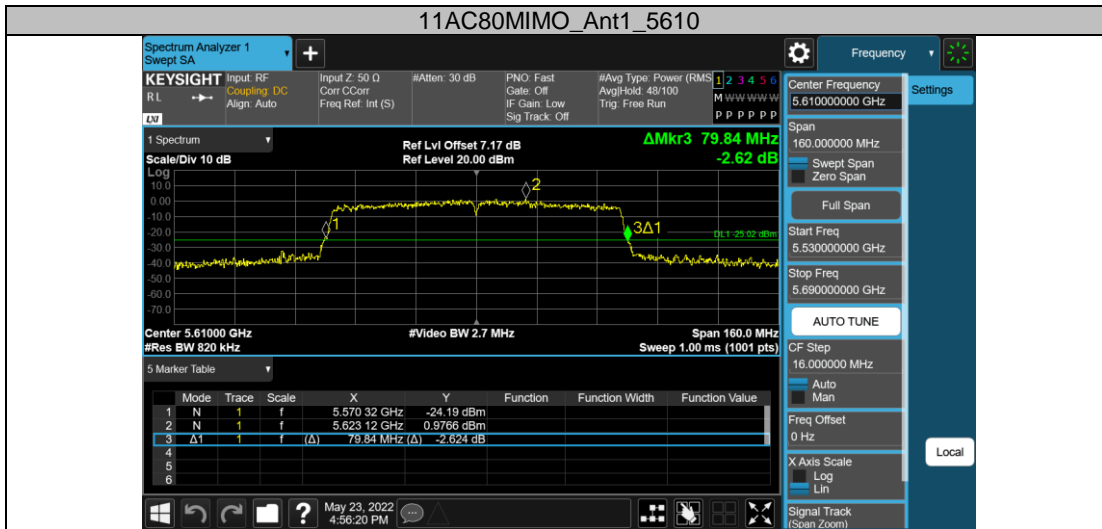 11AC80MIMO_Ant1_5610
Spectrum Analyzer 1
Swept SA
+
Frequency
KEYSIGHT Input: RF Input Z: 50 Ω #Atten: 30 dB PNO: Fast #Avg Type: Power (RMS 1 2 3 4 5 6
RL Coupling: DC Corr CCorr Gate: Off Avg|Hold: 48/100 M W W W W W
Align: Auto Freq Ref: Int (S) IF Gain: Low Trig: Free Run
LXI Sig Track: Off P P P P P P
Center Frequency
5.610000000 GHz
Settings
1 Spectrum
Ref Lvl Offset 7.17 dB
ΔMkr3 79.84 MHz
Scale/Div 10 dB
Ref Level 20.00 dBm
-2.62 dB
Log
10.0
0.00
-10.0
-20.0
-30.0
-40.0
-50.0
-60.0
-70.0
1
2
3Δ1
DL1 -25.02 dBm
Center 5.61000 GHz #Video BW 2.7 MHz Span 160.0 MHz
#Res BW 820 kHz Sweep 1.00 ms (1001 pts)
Span
160.000000 MHz
Swept Span
Zero Span
Full Span
Start Freq
5.530000000 GHz
Stop Freq
5.690000000 GHz
AUTO TUNE
CF Step
16.000000 MHz
Auto
Man
Freq Offset
0 Hz
X Axis Scale
Log
Lin
Signal Track
(Span Zoom)
Local
5 Marker Table
Mode Trace Scale X Y Function Function Width Function Value
1 N 1 f 5.570 32 GHz -24.19 dBm
2 N 1 f 5.623 12 GHz 0.9766 dBm
3 Δ1 1 f (Δ) 79.84 MHz (Δ) -2.624 dB
4
5
6
? May 23, 2022
4:56:20 PM